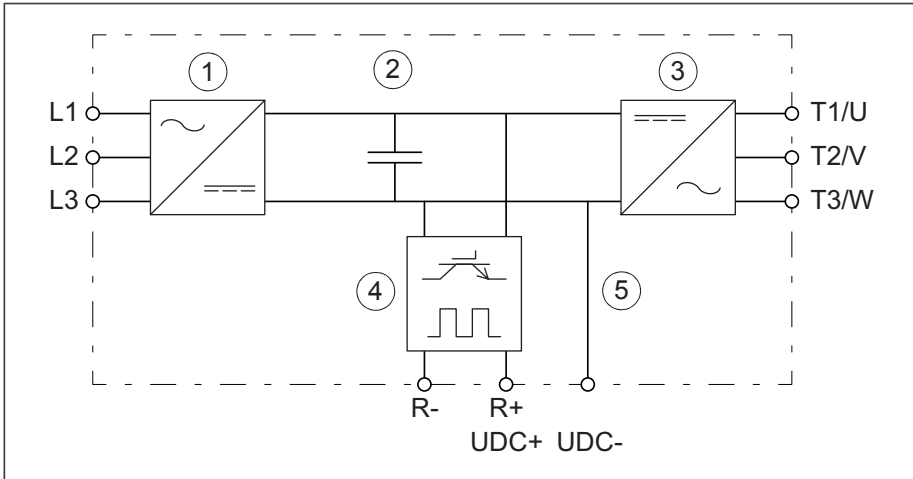 1 2 3
L1 T1/U
L2 T2/V
L3 T3/W
4 5
R- R+
UDC+ UDC-